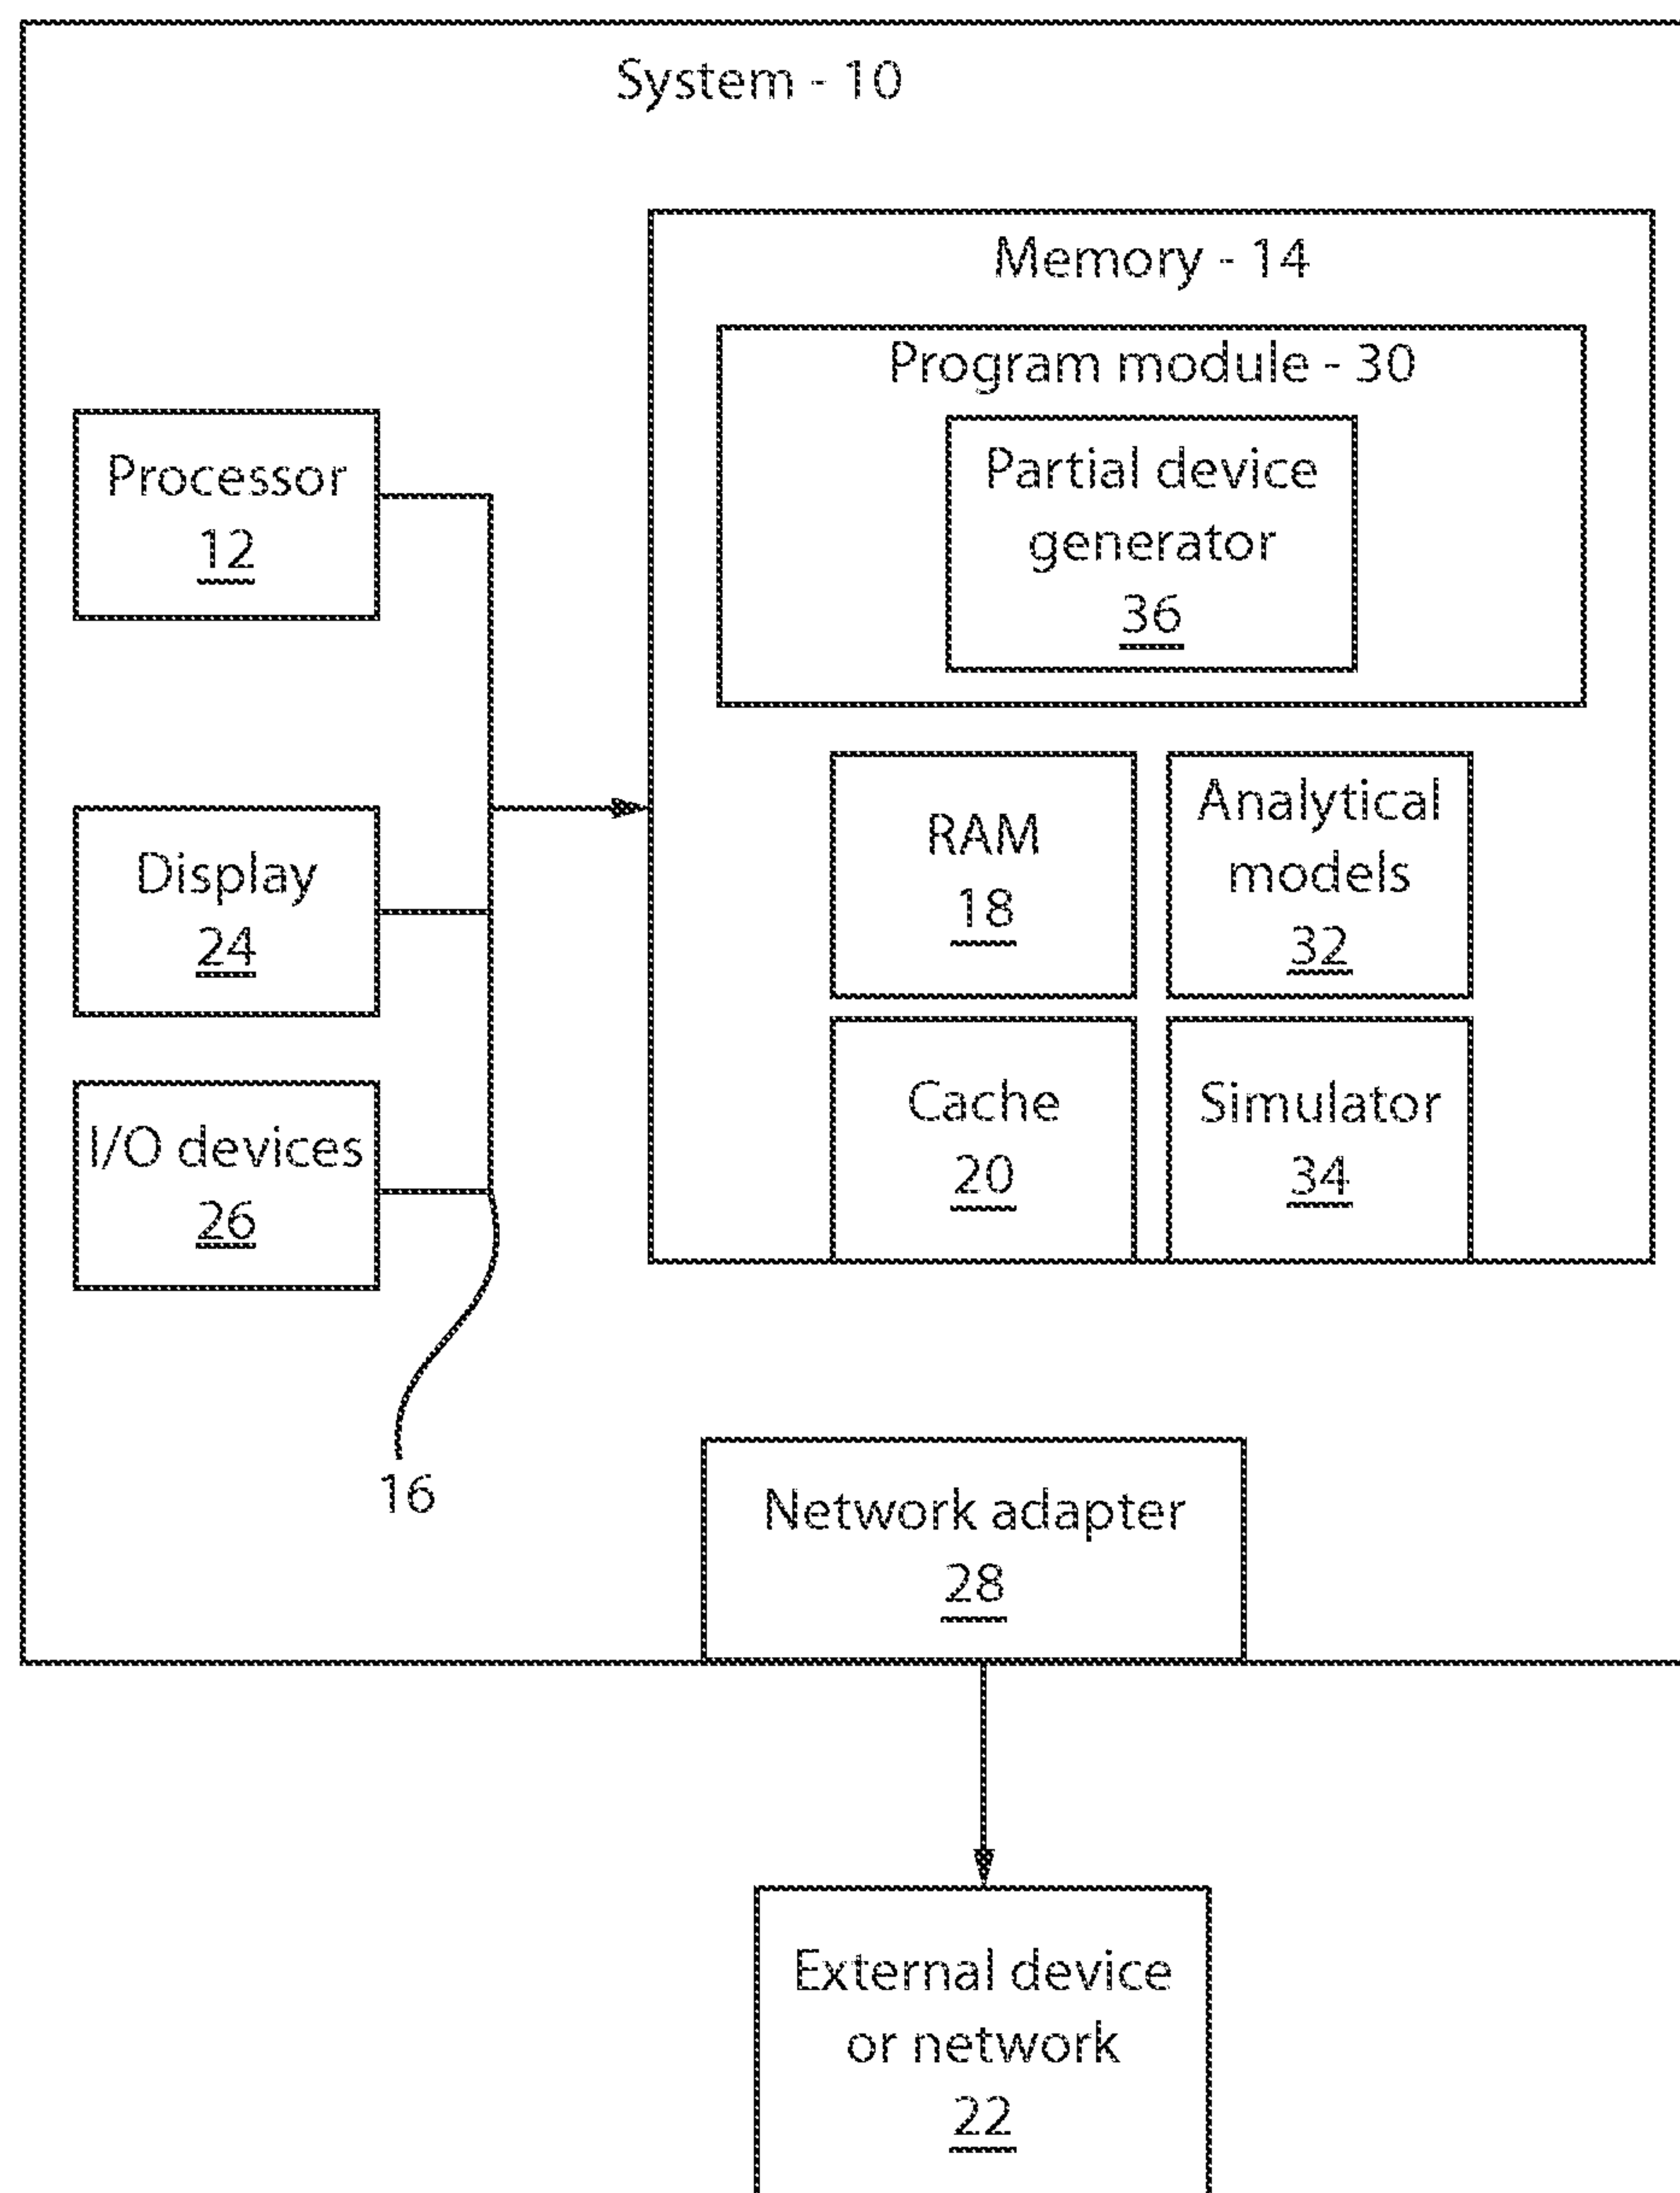 System - 10
Memory - 14
Program module - 30
Partial device
generator
36
Processor
12
RAM
18
Analytical
models
32
Display
24
Cache
20
Simulator
34
I/O devices
26
16
Network adapter
28
External device
or network
22